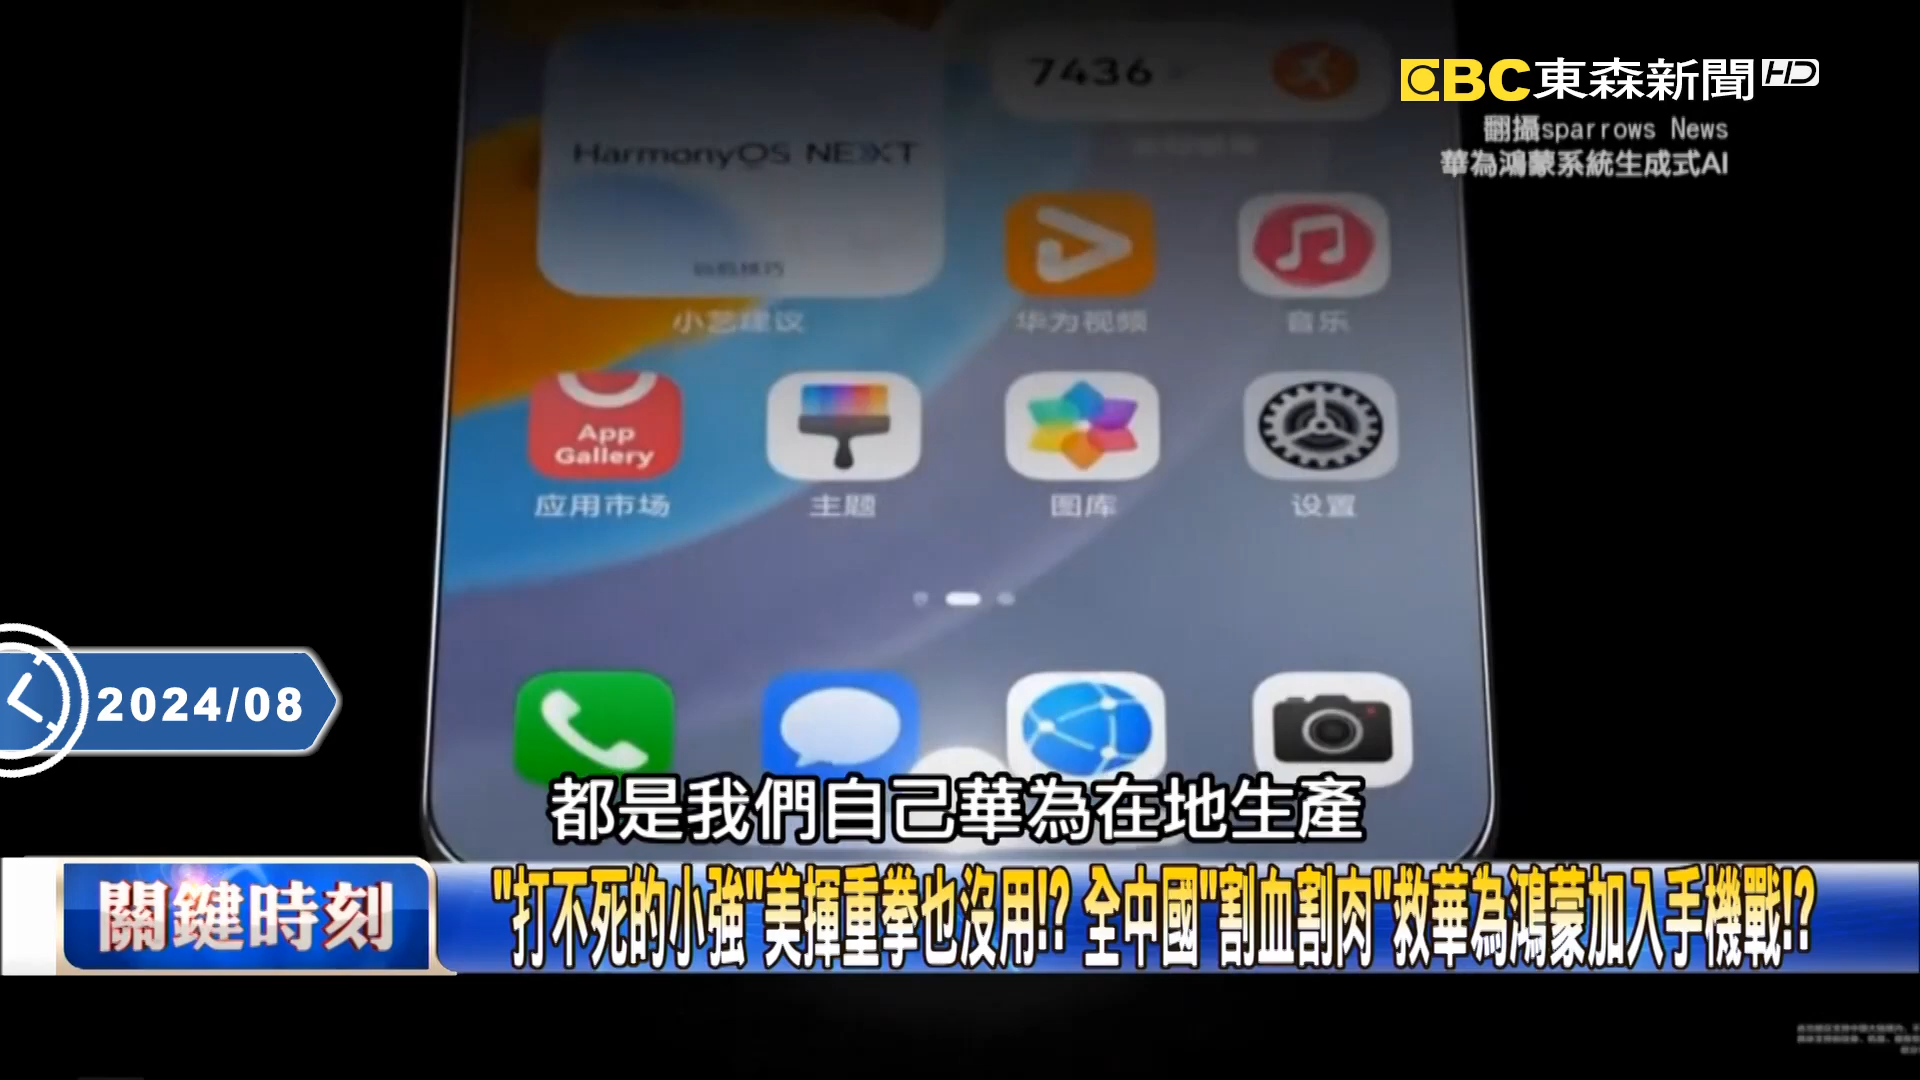 7436
EBC東森新聞HD
翻攝sparrows News
HarmonyOS NEXT
華為鴻蒙系統生成式AI
玩机技巧
小艺建议
华为视频
音乐
App
Gallery
应用市场
主题
图库
设置
2024/08
都是我們自己華為在地生產
關鍵時刻
"打不死的小強"美揮重拳也沒用!? 全中國"割血割肉"救華為鴻蒙加入手機戰!?